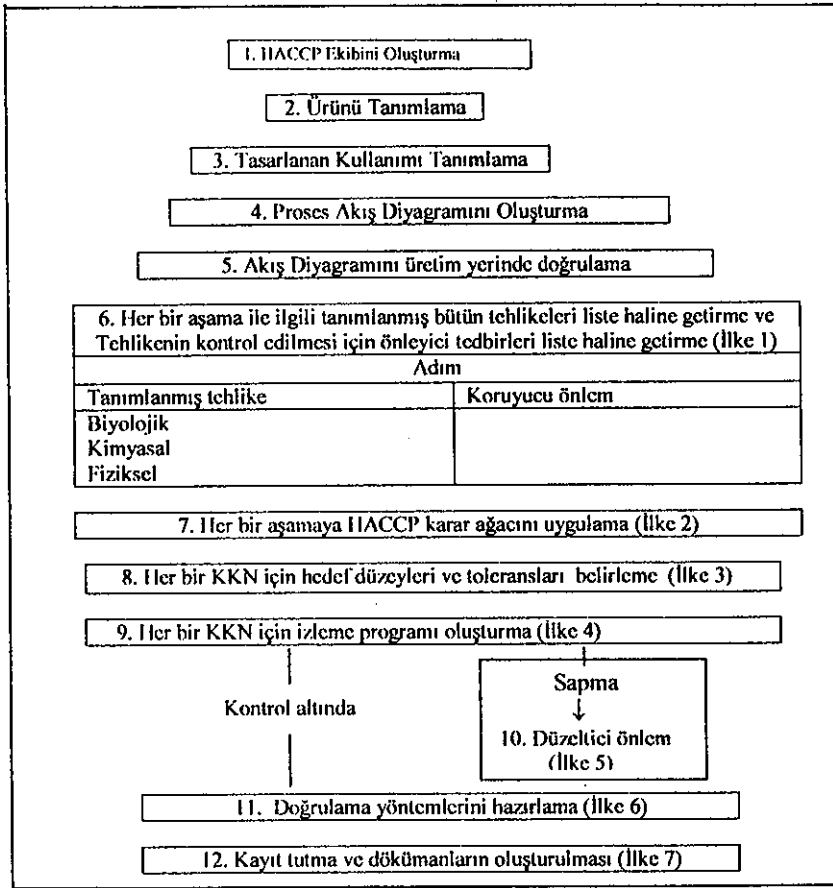 1. HACCP Ekibini Oluşturma
2. Ürünü Tanımlama
3. Tasarlanan Kullanımı Tanımlama
4. Proses Akış Diyagramını Oluşturma
5. Akış Diyagramını üretim yerinde doğrulama
6. Her bir aşama ile ilgili tanımlanmış bütün tehlikeleri liste haline getirme ve
Tehlikenin kontrol edilmesi için önleyici tedbirleri liste haline getirme (İlke 1)
Adım
Tanımlanmış tehlike
Koruyucu önlem
Biyolojik
Kimyasal
Fiziksel
7. Her bir aşamaya HACCP karar ağacını uygulama (İlke 2)
8. Her bir KKN için hedef düzeyleri ve toleransları belirleme (İlke 3)
9. Her bir KKN için izleme programı oluşturma (İlke 4)
Kontrol altında
Sapma
↓
10. Düzeltici önlem
(İlke 5)
11. Doğrulama yöntemlerini hazırlama (İlke 6)
12. Kayıt tutma ve dökümanların oluşturulması (İlke 7)